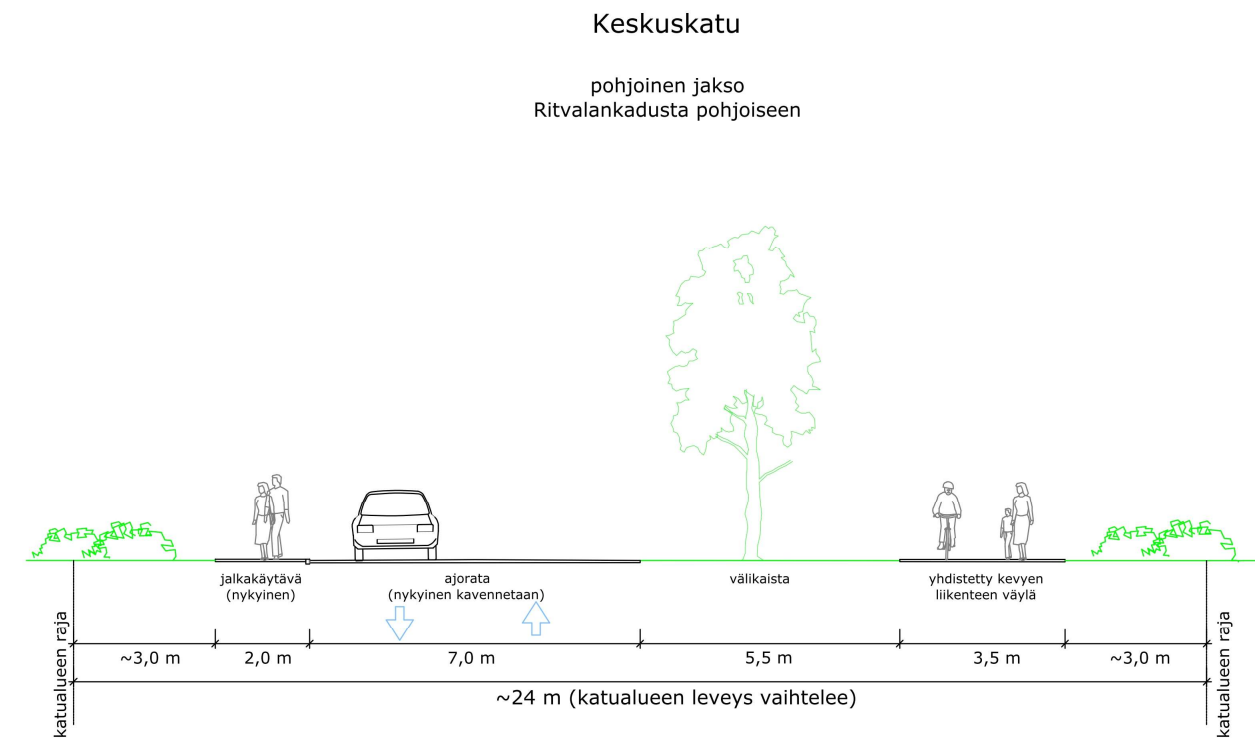 Keskuskatu
pohjoinen jakso
Ritvalankadusta pohjoiseen
jalkakäytävä
(nykyinen)
ajorata
(nykyinen kavennetaan)
välikaista
yhdistetty kevyen
liikenteen väylä
katualueen raja
~3,0 m
2,0 m
7,0 m
5,5 m
3,5 m
~3,0 m
katualueen raja
~24 m (katualueen leveys vaihtelee)